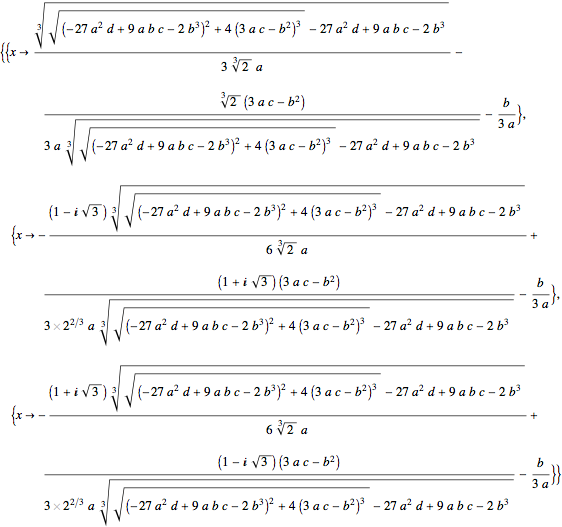 {{x → ∛(√((-27 a² d + 9 a b c - 2 b³)² + 4 (3 a c - b²)³) - 27 a² d + 9 a b c - 2 b³) / (3 ∛2 a) -
∛2 (3 a c - b²) / (3 a ∛(√((-27 a² d + 9 a b c - 2 b³)² + 4 (3 a c - b²)³) - 27 a² d + 9 a b c - 2 b³)) - b / (3 a)},
{x → - (1 - i √3) ∛(√((-27 a² d + 9 a b c - 2 b³)² + 4 (3 a c - b²)³) - 27 a² d + 9 a b c - 2 b³) / (6 ∛2 a) +
(1 + i √3) (3 a c - b²) / (3 × 2^(2/3) a ∛(√((-27 a² d + 9 a b c - 2 b³)² + 4 (3 a c - b²)³) - 27 a² d + 9 a b c - 2 b³)) - b / (3 a)},
{x → - (1 + i √3) ∛(√((-27 a² d + 9 a b c - 2 b³)² + 4 (3 a c - b²)³) - 27 a² d + 9 a b c - 2 b³) / (6 ∛2 a) +
(1 - i √3) (3 a c - b²) / (3 × 2^(2/3) a ∛(√((-27 a² d + 9 a b c - 2 b³)² + 4 (3 a c - b²)³) - 27 a² d + 9 a b c - 2 b³)) - b / (3 a)}}